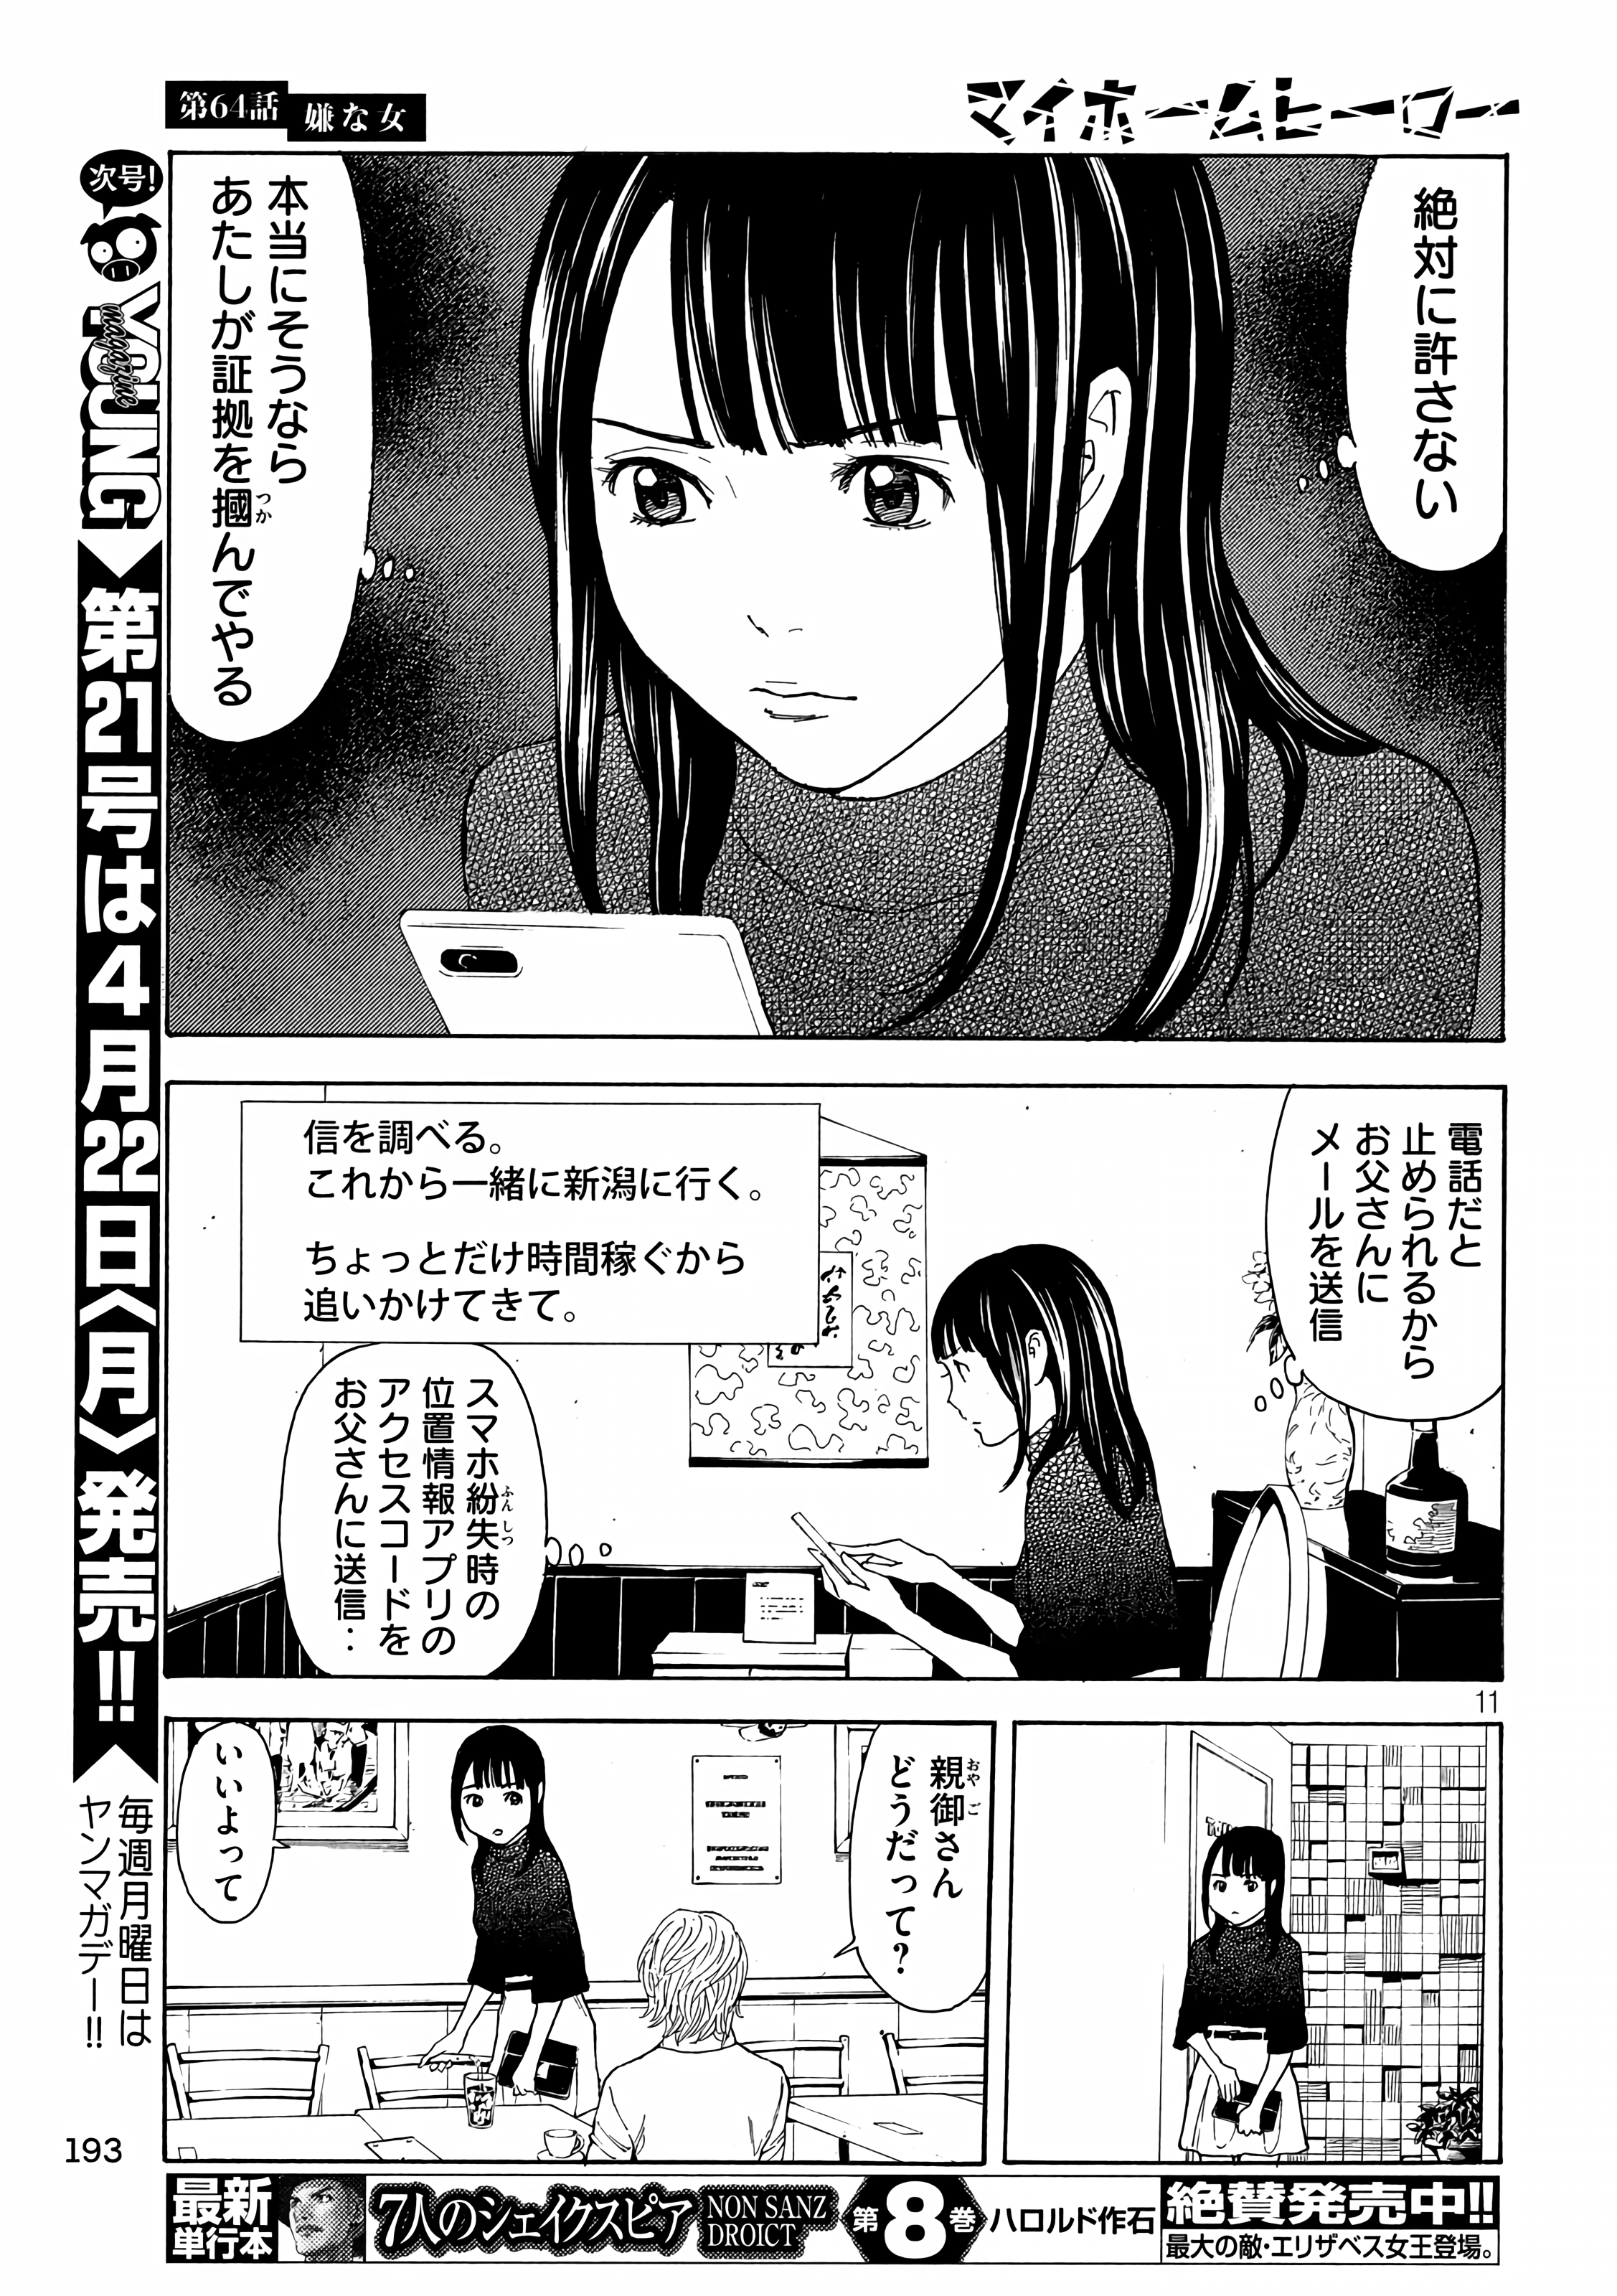 第64話
嫌な女
マイホームヒーロー
絶対に許さない
本当にそうなら
あたしが証拠を摑んでやる
つか
電話だと
止められるから
お父さんに
メールを送信
信を調べる。
これから一緒に新潟に行く。
ちょっとだけ時間稼ぐから
追いかけてきて。
スマホ紛失時の
ふんしつ
位置情報アプリの
アクセスコードを
お父さんに送信‥
11
親御さん
おやご
どうだって?
いいよって
次号!
YOUNG
magazine
第21号は4月22日〈月〉発売!!
毎週月曜日は
ヤンマガデー!!
193
最新
単行本
7人のシェイクスピア
NON SANZ
DROICT
第8巻
ハロルド作石
絶賛発売中!!
最大の敵・エリザベス女王登場。